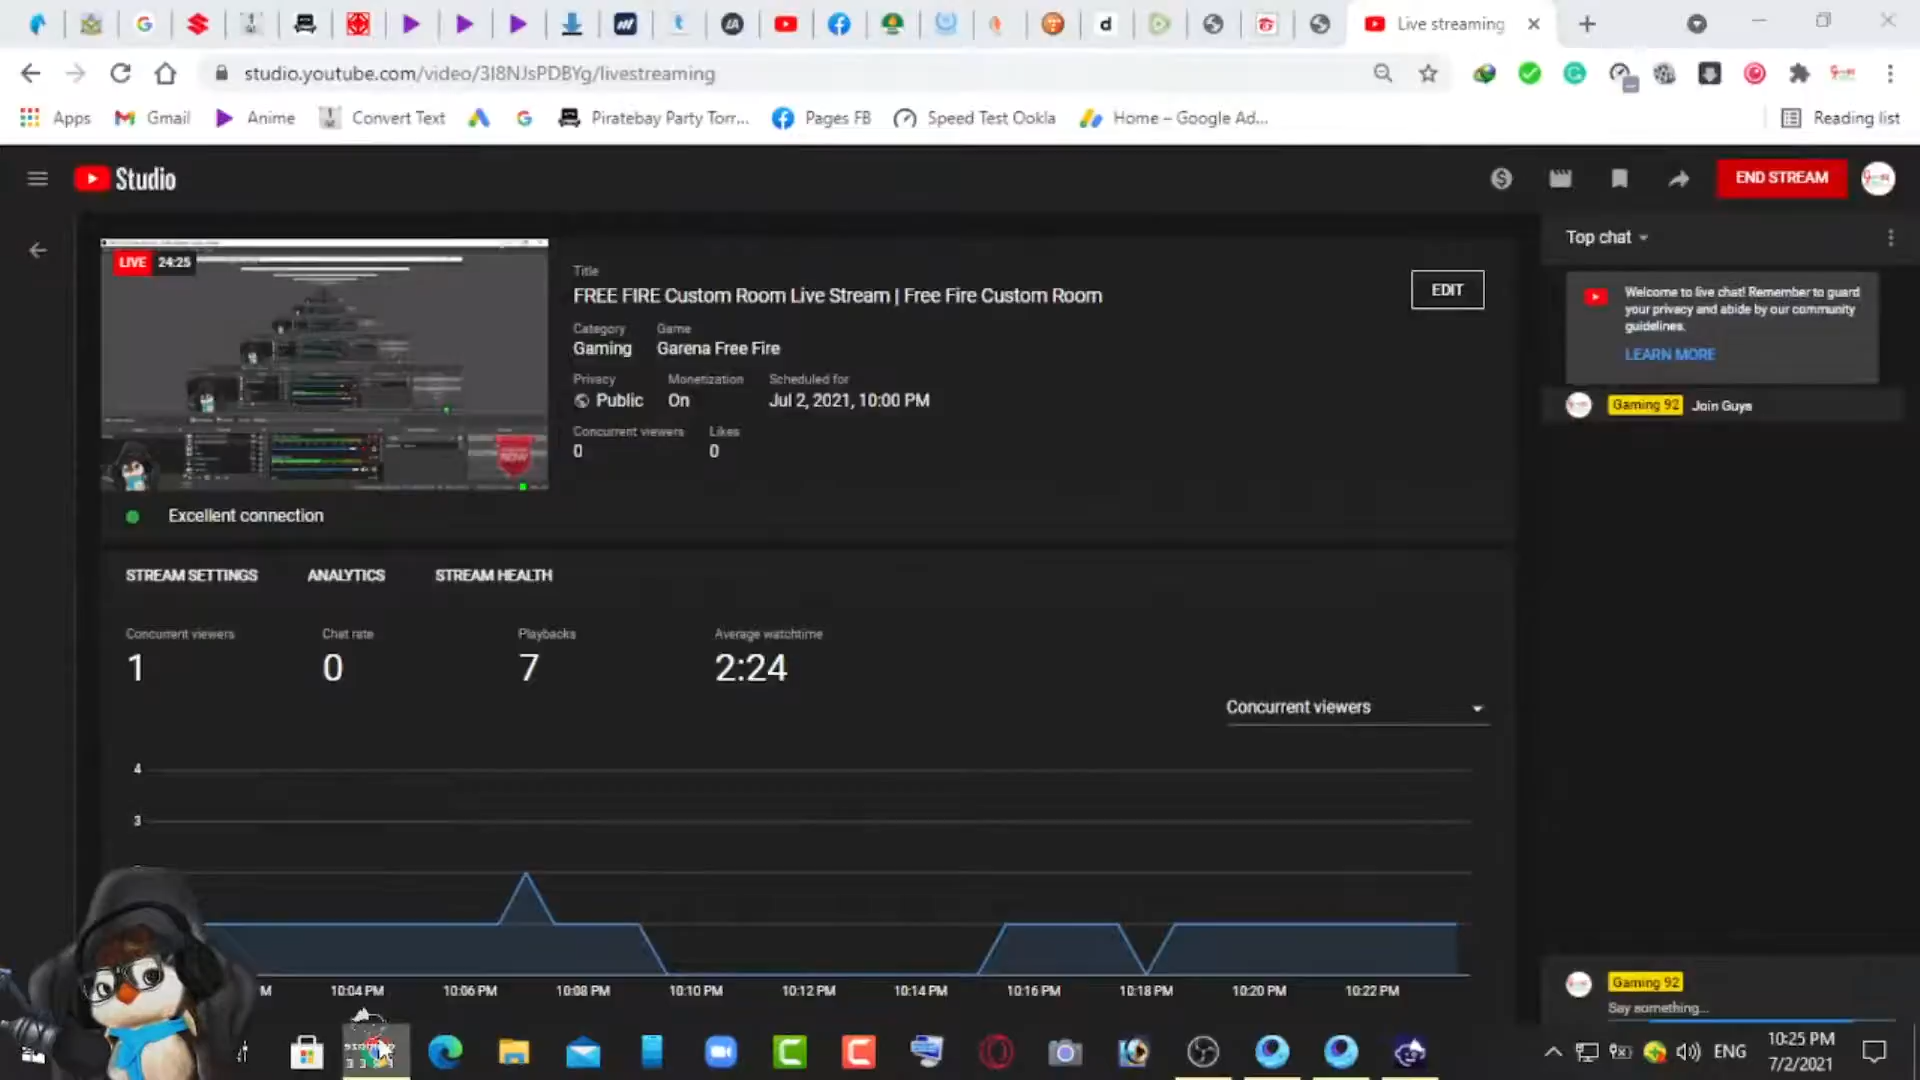 Live streaming
studio.youtube.com/video/3I8NJsPDBYg/livestreaming
Apps
Gmail
Anime
Convert Text
Piratebay Party Torr...
Pages FB
Speed Test Ookla
Home – Google Ad...
Reading list
Studio
END STREAM
LIVE 24:25
Title
FREE FIRE Custom Room Live Stream | Free Fire Custom Room
EDIT
Category Game
Gaming Garena Free Fire
Privacy Monetization Scheduled for
Public On Jul 2, 2021, 10:00 PM
Concurrent viewers Likes
0 0
Excellent connection
Top chat
Welcome to live chat! Remember to guard
your privacy and abide by our community
guidelines.
LEARN MORE
Gaming 92 Join Guys
STREAM SETTINGS ANALYTICS STREAM HEALTH
Concurrent viewers Chat rate Playbacks Average watchtime
1 0 7 2:24
Concurrent viewers
4
3
M 10:04 PM 10:06 PM 10:08 PM 10:10 PM 10:12 PM 10:14 PM 10:16 PM 10:18 PM 10:20 PM 10:22 PM
Gaming 92
Say something...
ENG
10:25 PM
7/2/2021